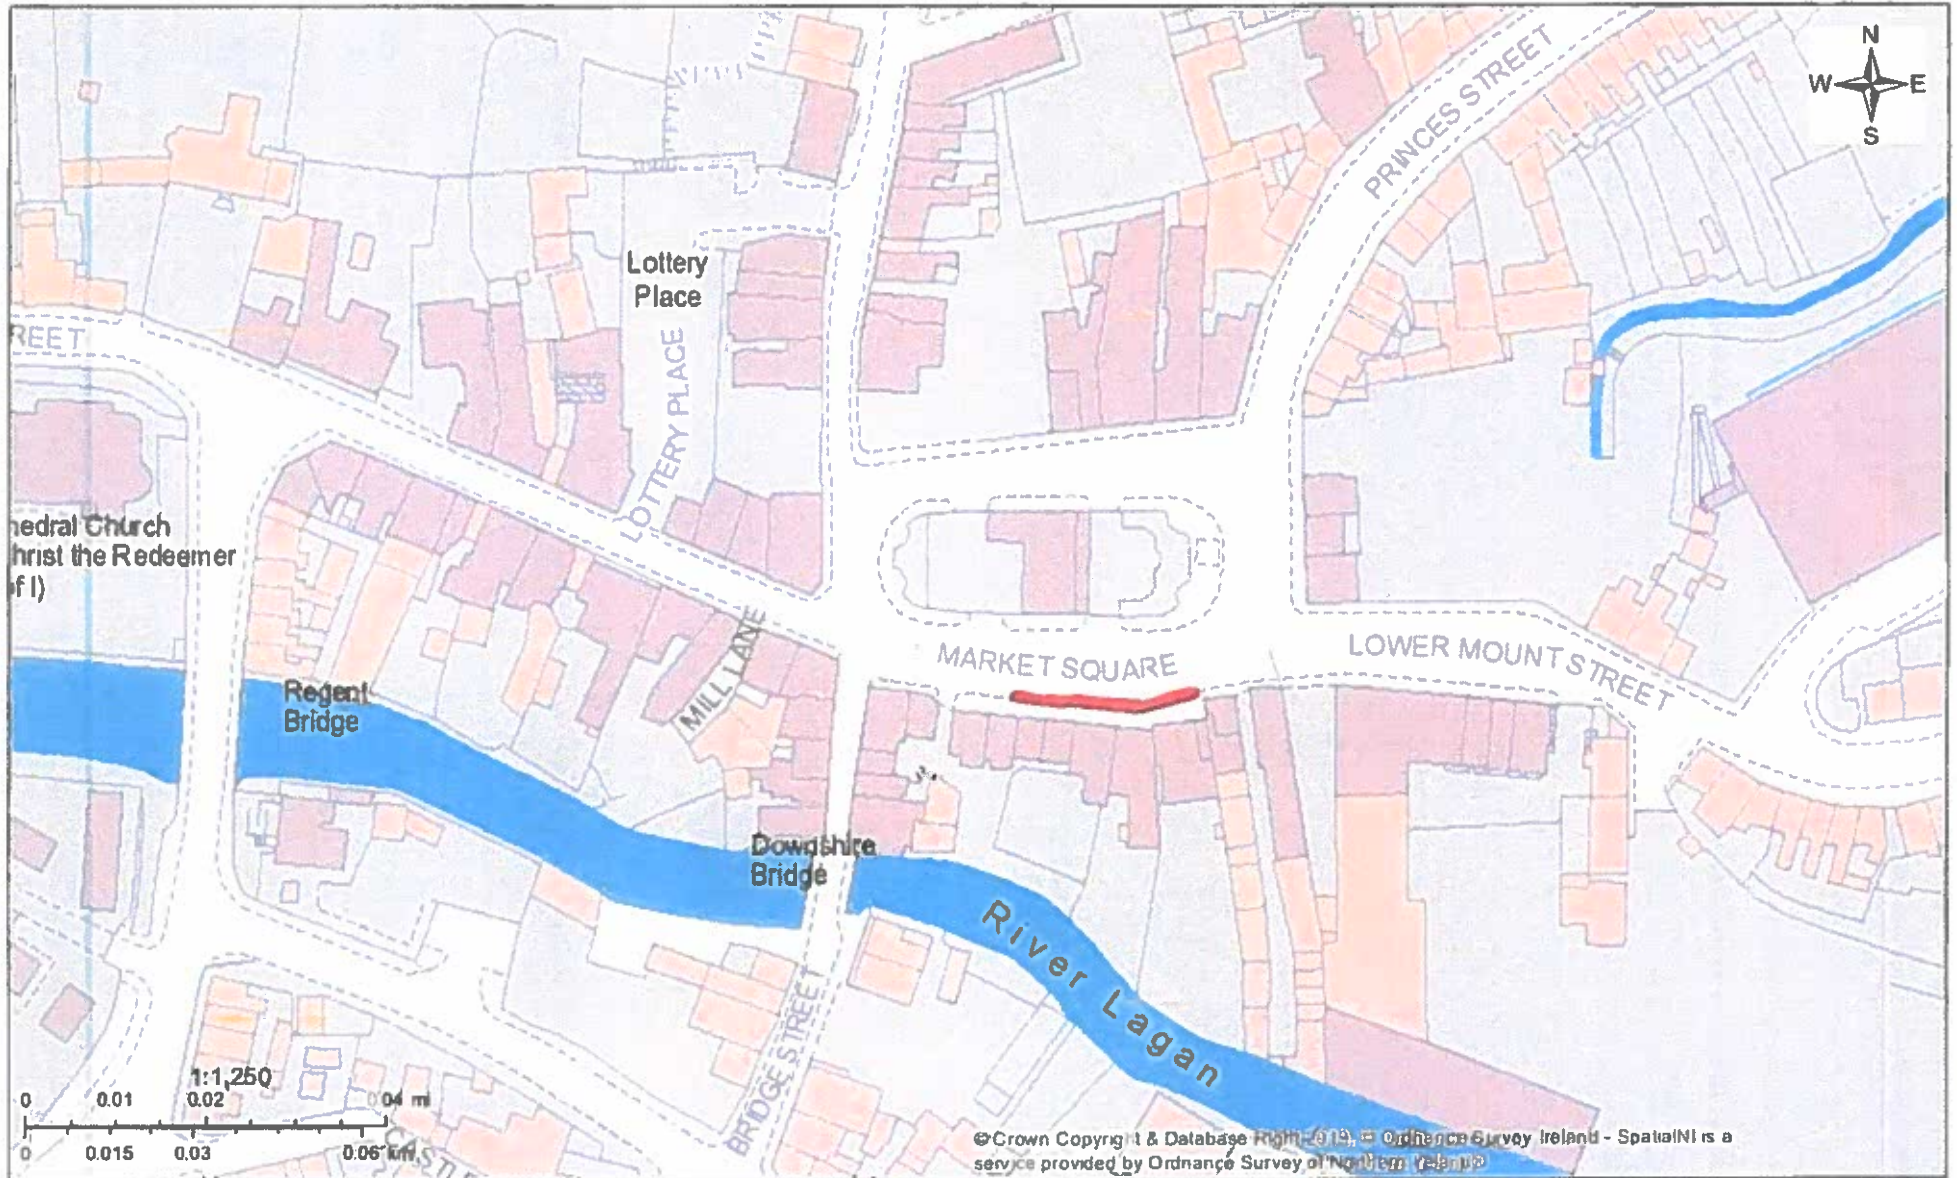 N
W E
S
PRINCES STREET
Lottery
Place
REET
LOTTERY PLACE
hedral Church
hrist the Redeemer
of I)
MILL LANE
MARKET SQUARE
LOWER MOUNT STREET
Regent
Bridge
Downshire
Bridge
River Lagan
BRIDGE STREET
1:1,250
0 0.01 0.02 04 mi
0 0.015 0.03 0.06 km
©Crown Copyrig t & Database Ordnance Survey Ireland - SpatialNI is a
service provided by Ordnance Survey of Northern